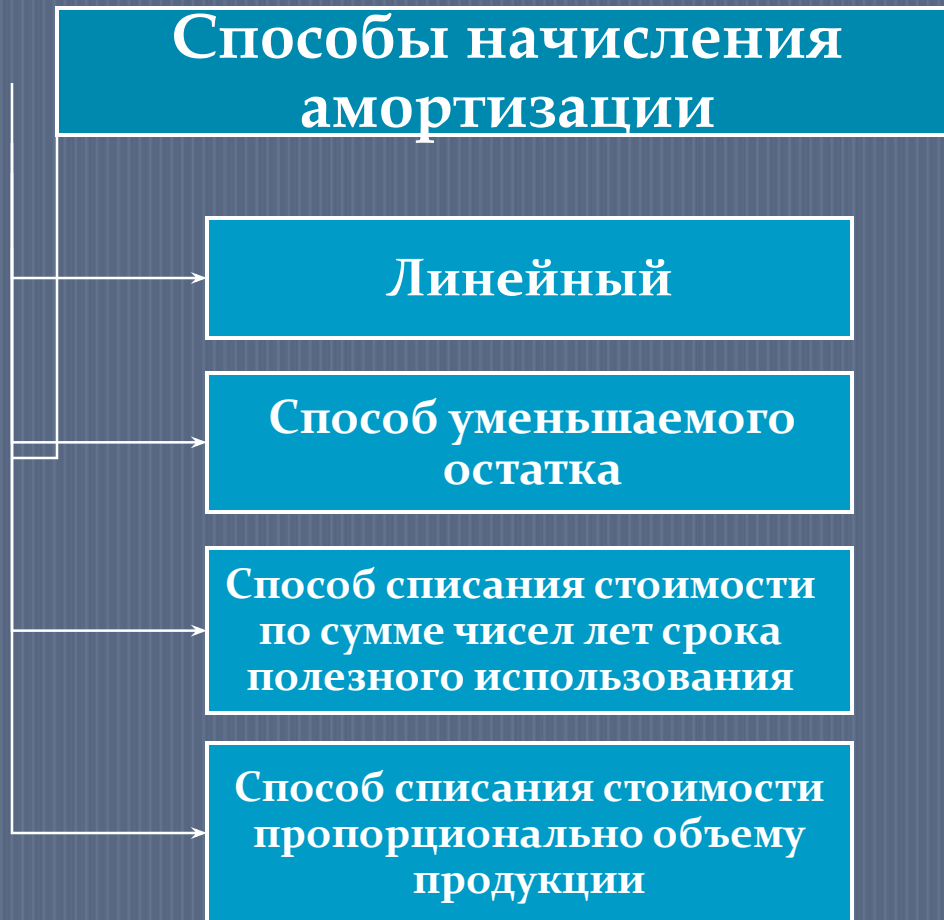 Способы начисления
амортизации
Линейный
Способ уменьшаемого
остатка
Способ списания стоимости
по сумме чисел лет срока
полезного использования
Способ списания стоимости
пропорционально объему
продукции